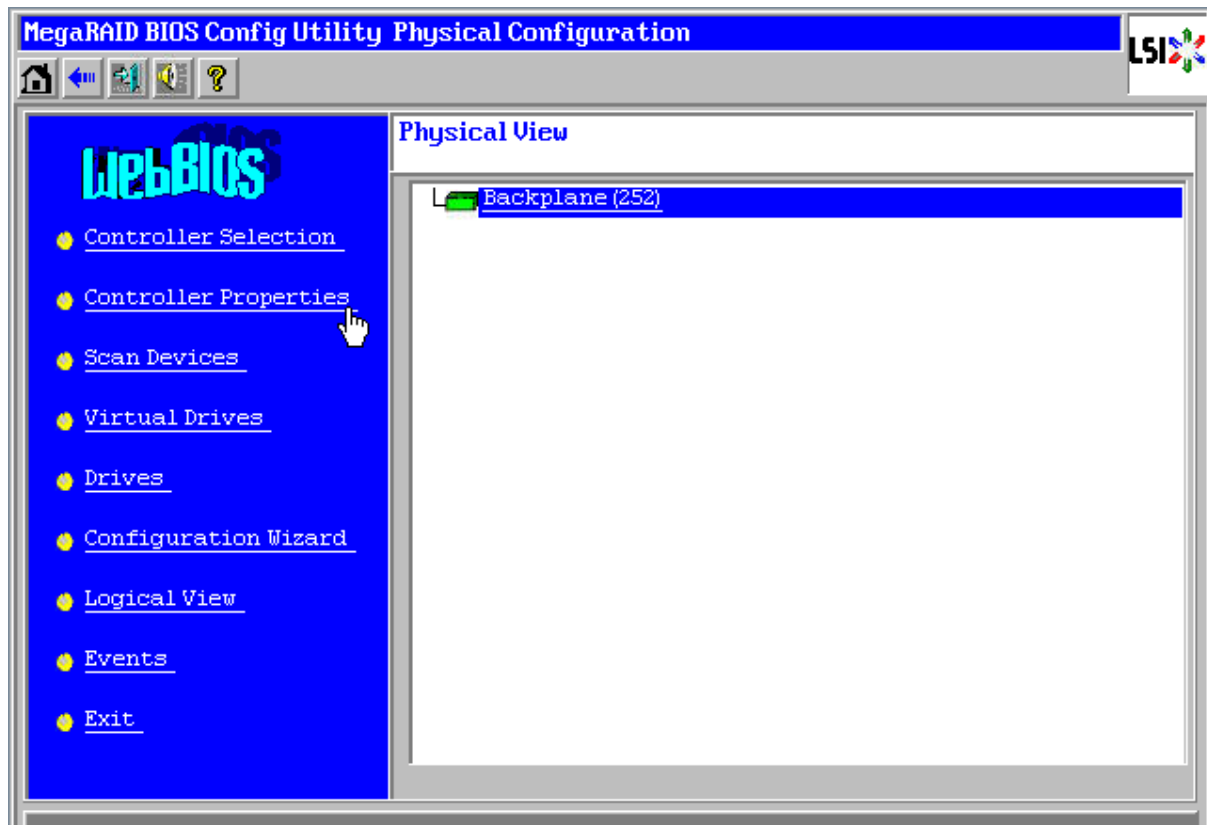 MegaRAID BIOS Config Utility Physical Configuration
LSI
?
WebBIOS
Controller Selection
Controller Properties
Scan Devices
Virtual Drives
Drives
Configuration Wizard
Logical View
Events
Exit
Physical View
Backplane (252)